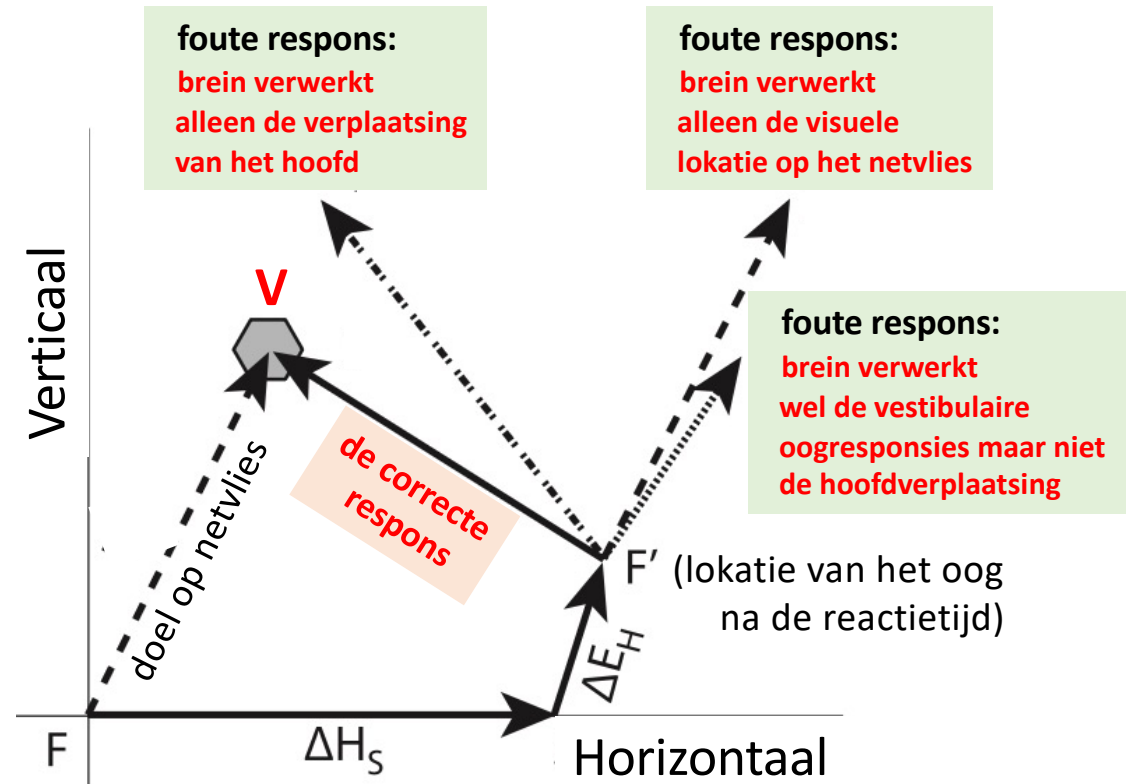 foute respons:
brein verwerkt
alleen de verplaatsing
van het hoofd
foute respons:
brein verwerkt
alleen de visuele
lokatie op het netvlies
Verticaal
V
foute respons:
brein verwerkt
wel de vestibulaire
oogresponsies maar niet
de hoofdverplaatsing
de correcte
respons
doel op netvlies
F' (lokatie van het oog
na de reactietijd)
ΔE_H
F
ΔH_S
Horizontaal